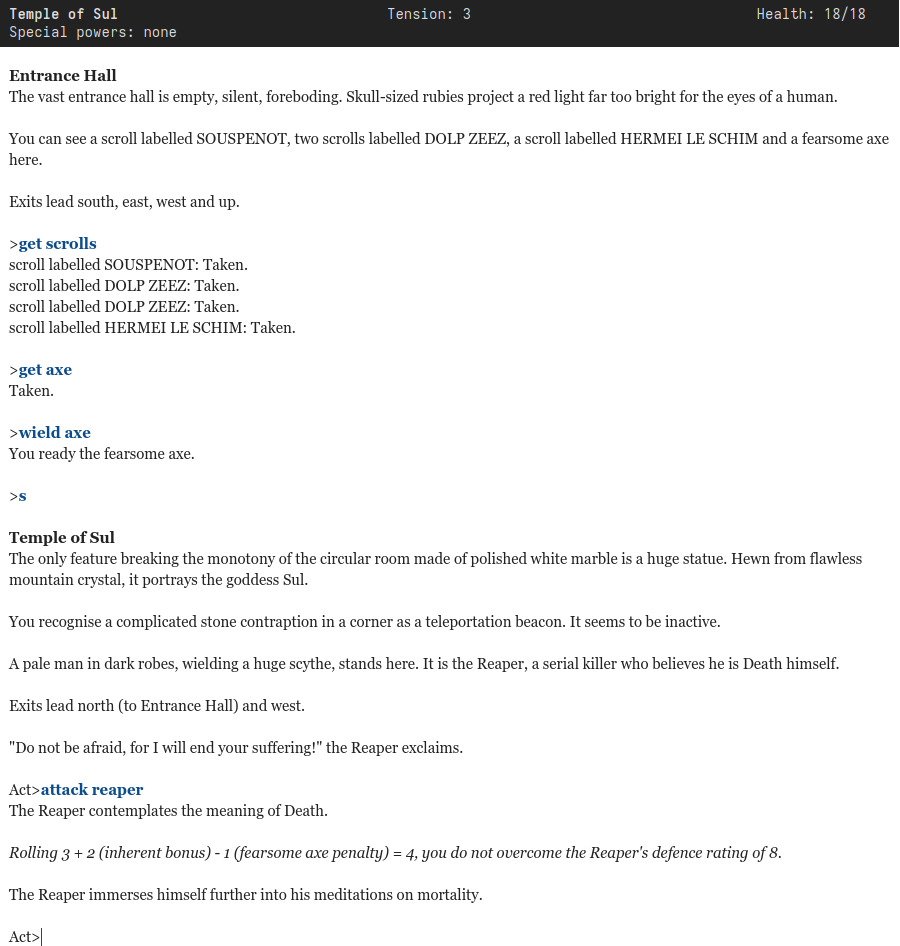 Temple of Sul Tension: 3 Health: 18/18
Special powers: none
Entrance Hall
The vast entrance hall is empty, silent, foreboding. Skull-sized rubies project a red light far too bright for the eyes of a human.
You can see a scroll labelled SOUSPENOT, two scrolls labelled DOLP ZEEZ, a scroll labelled HERMEI LE SCHIM and a fearsome axe
here.
Exits lead south, east, west and up.
>get scrolls
scroll labelled SOUSPENOT: Taken.
scroll labelled DOLP ZEEZ: Taken.
scroll labelled DOLP ZEEZ: Taken.
scroll labelled HERMEI LE SCHIM: Taken.
>get axe
Taken.
>wield axe
You ready the fearsome axe.
>s
Temple of Sul
The only feature breaking the monotony of the circular room made of polished white marble is a huge statue. Hewn from flawless
mountain crystal, it portrays the goddess Sul.
You recognise a complicated stone contraption in a corner as a teleportation beacon. It seems to be inactive.
A pale man in dark robes, wielding a huge scythe, stands here. It is the Reaper, a serial killer who believes he is Death himself.
Exits lead north (to Entrance Hall) and west.
"Do not be afraid, for I will end your suffering!" the Reaper exclaims.
Act>attack reaper
The Reaper contemplates the meaning of Death.
Rolling 3 + 2 (inherent bonus) - 1 (fearsome axe penalty) = 4, you do not overcome the Reaper's defence rating of 8.
The Reaper immerses himself further into his meditations on mortality.
Act>